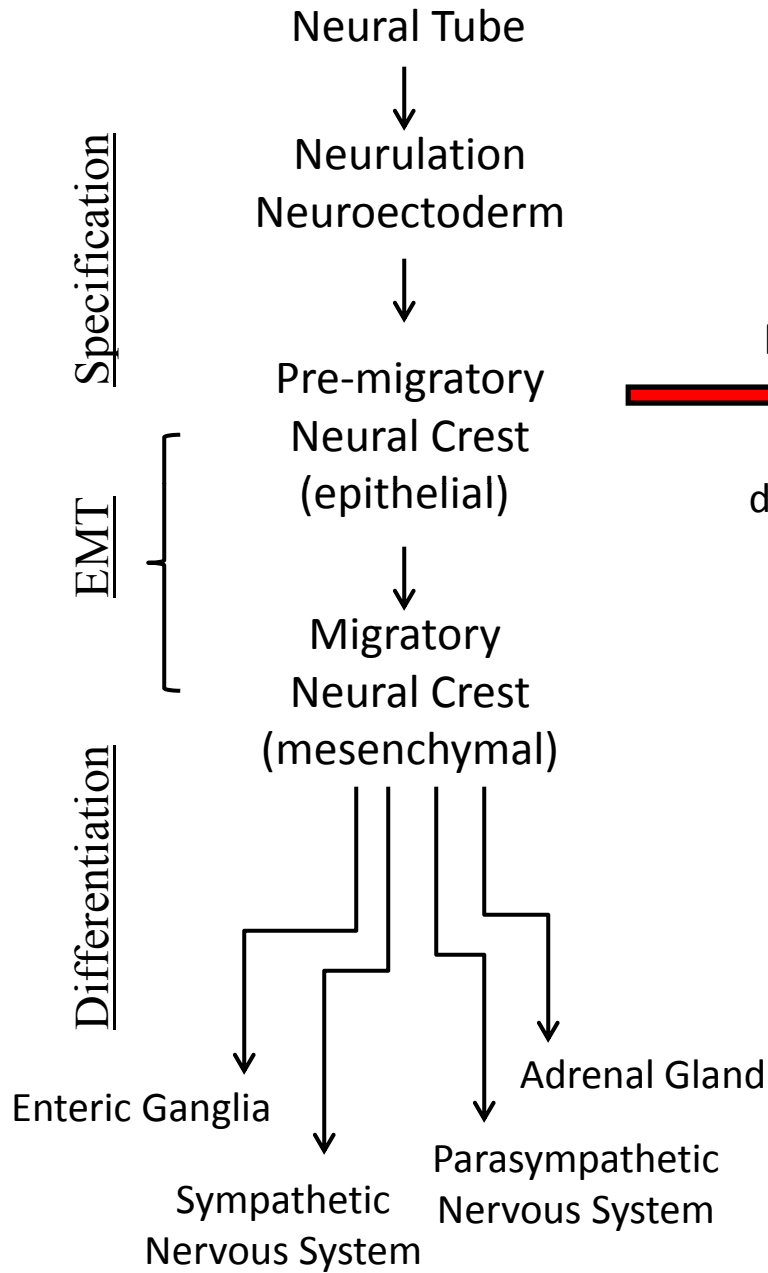 Neural Tube
Neurulation
Neuroectoderm
Specification
Pre-migratory
Neural Crest
(epithelial)
d
EMT
Migratory
Neural Crest
(mesenchymal)
Differentiation
Adrenal Gland
Enteric Ganglia
Parasympathetic
Nervous System
Sympathetic
Nervous System